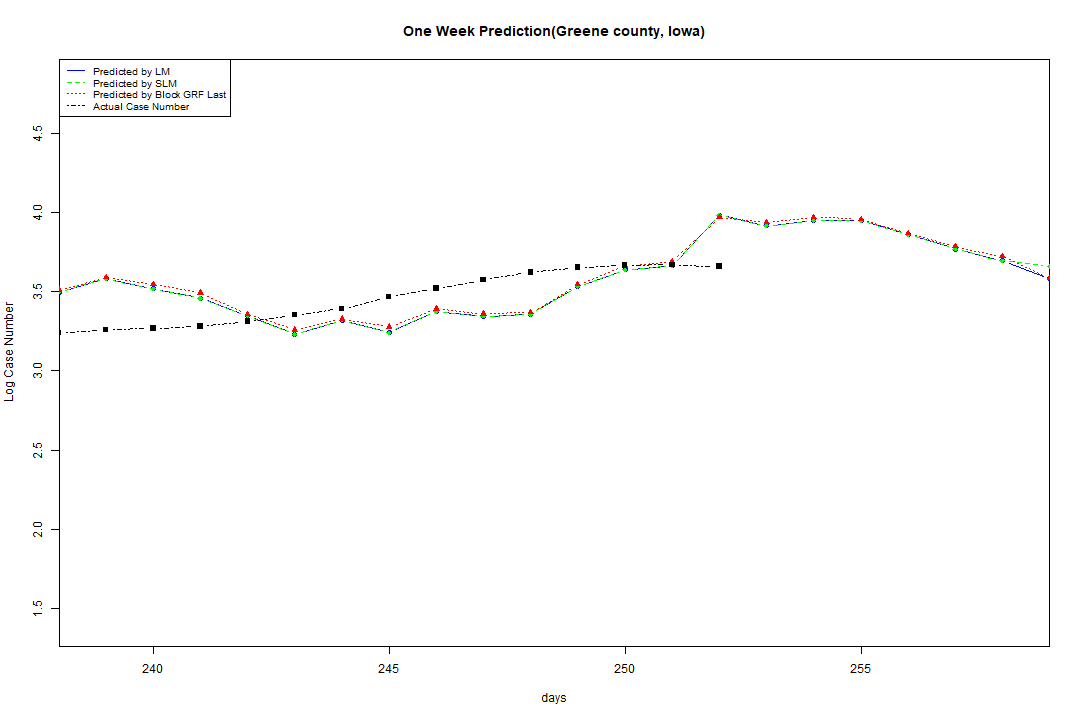 One Week Prediction(Greene county, Iowa)
Predicted by LM
Predicted by SLM
Predicted by Block GRF Last
Actual Case Number
4.5
4.0
3.5
3.0
2.5
2.0
1.5
Log Case Number
240
245
250
255
days